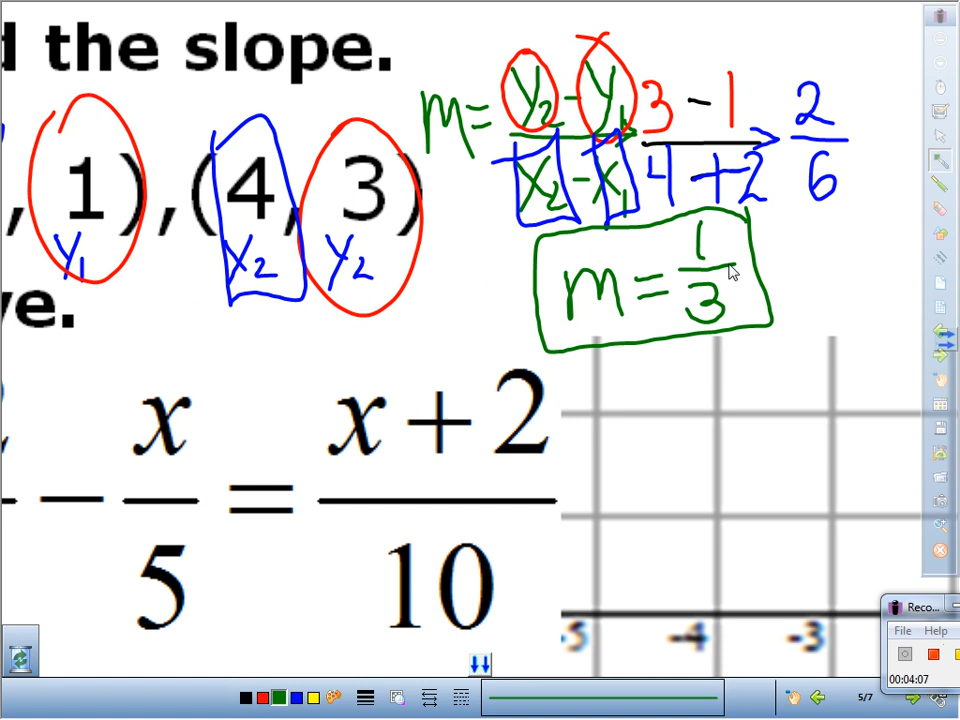 d the slope.
m = y₂ - y₁ / x₂ - x₁ → 3 - 1 / 4 + 2 → 2/6
, 1), (4, 3)
y₁ x₂ y₂
m = 1/3
ve.
- x/5 = (x + 2)/10
-5 -4 -3
Reco...
File Help
00:04:07
5/7